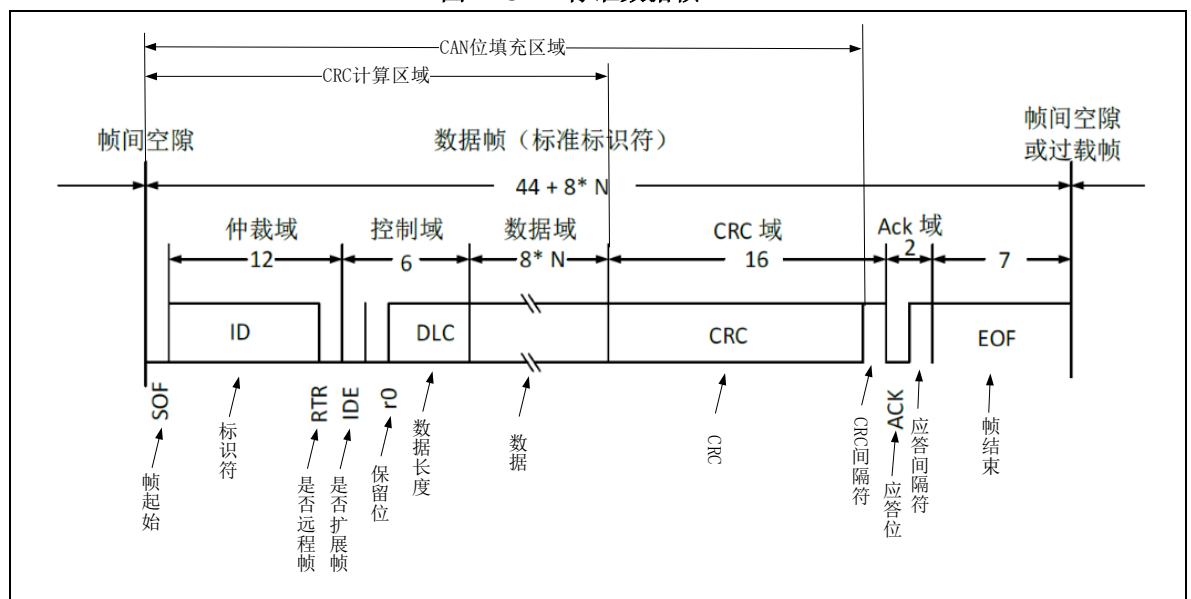 CAN位填充区域
CRC计算区域
帧间空隙
数据帧（标准标识符）
帧间空隙
或过载帧
44 + 8* N
仲裁域
控制域
数据域
CRC 域
Ack 域
12
6
8* N
16
2
7
ID
DLC
CRC
EOF
SOF
RTR
IDE
r0
ACK
帧起始
标识符
是否远程帧
是否扩展帧
保留位
数据长度
数据
CRC
CRC间隔符
应答位
应答间隔符
帧结束